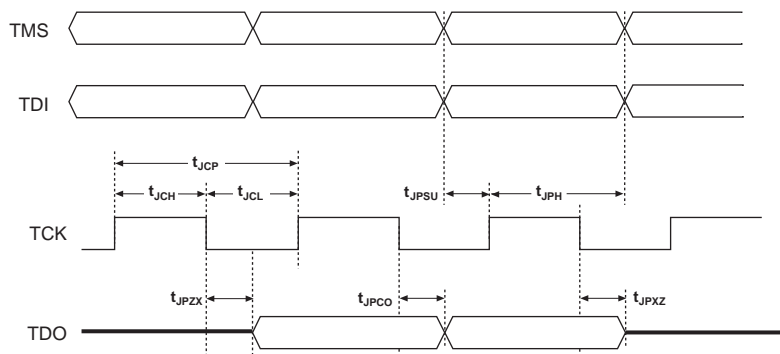 TMS
TDI
tJCP
tJCH tJCL tJPSU tJPH
TCK
tJPZX tJPCO tJPXZ
TDO